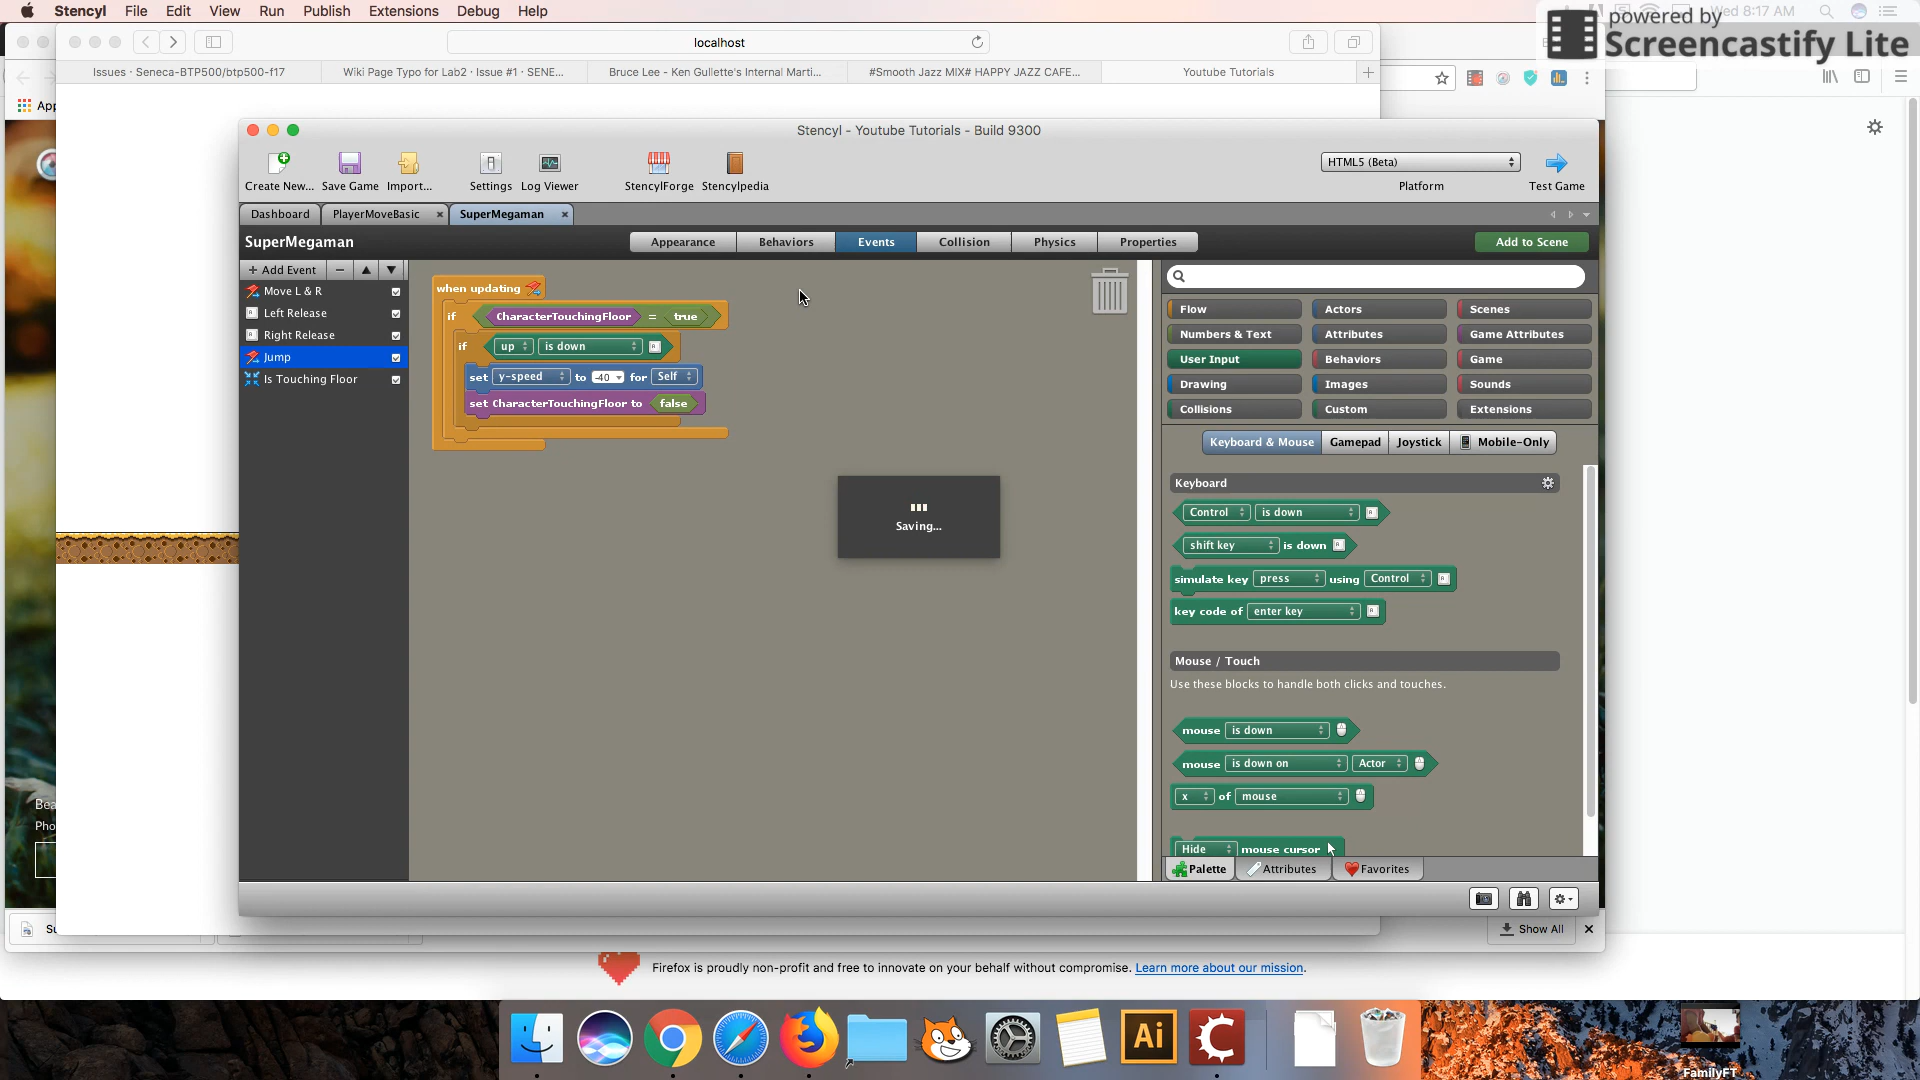 Stencyl File Edit View Run Publish Extensions Debug Help
Wed 8:17 AM
powered by
Screencastify Lite
localhost
Issues · Seneca-BTP500/btp500-f17
Wiki Page Typo for Lab2 · Issue #1 · SENE...
Bruce Lee - Ken Gullette's Internal Marti...
#Smooth Jazz MIX# HAPPY JAZZ CAFE...
Youtube Tutorials
App
Stencyl - Youtube Tutorials - Build 9300
Create New...
Save Game
Import...
Settings
Log Viewer
StencylForge
Stencylpedia
HTML5 (Beta)
Platform
Test Game
Dashboard
PlayerMoveBasic
SuperMegaman
SuperMegaman
Appearance
Behaviors
Events
Collision
Physics
Properties
Add to Scene
+ Add Event
Move L & R
Left Release
Right Release
Jump
Is Touching Floor
when updating
if CharacterTouchingFloor = true
if up is down
set y-speed to -40 for Self
set CharacterTouchingFloor to false
Saving...
Flow
Actors
Scenes
Numbers & Text
Attributes
Game Attributes
User Input
Behaviors
Game
Drawing
Images
Sounds
Collisions
Custom
Extensions
Keyboard & Mouse
Gamepad
Joystick
Mobile-Only
Keyboard
Control is down
shift key is down
simulate key press using Control
key code of enter key
Mouse / Touch
Use these blocks to handle both clicks and touches.
mouse is down
mouse is down on Actor
x of mouse
Hide mouse cursor
Palette
Attributes
Favorites
Bea
Pho
Su
Show All
Firefox is proudly non-profit and free to innovate on your behalf without compromise. Learn more about our mission.
Ai
FamilyFT